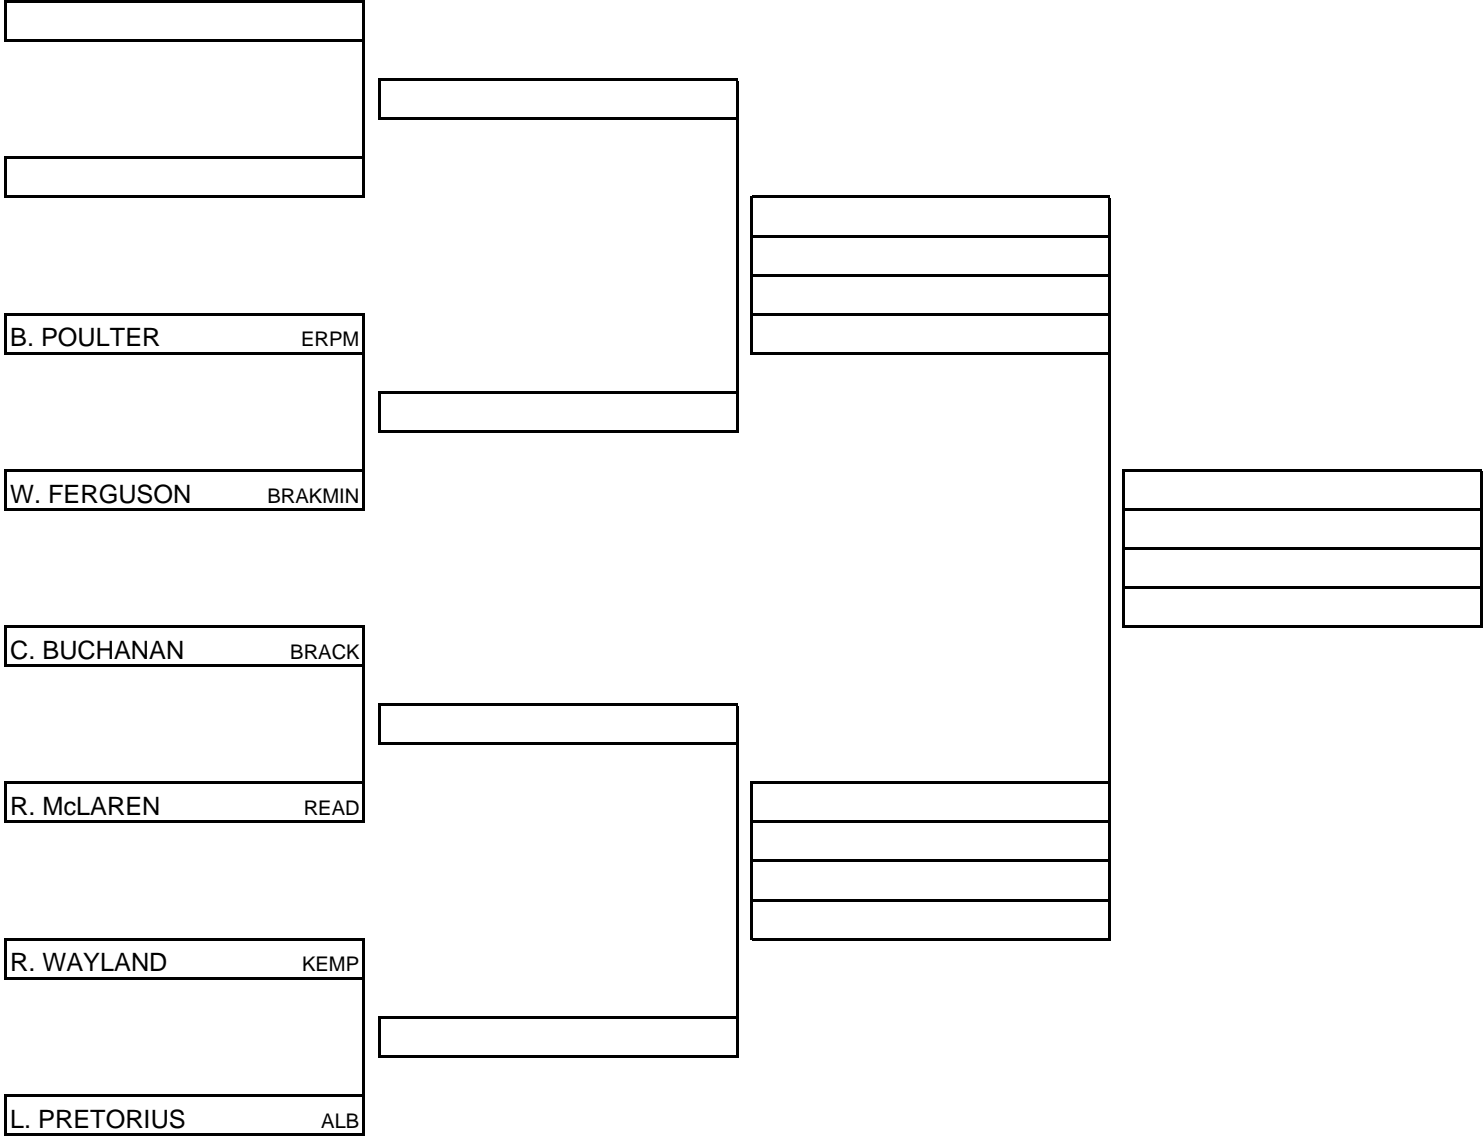 B. POULTER ERPM
W. FERGUSON BRAKMIN
C. BUCHANAN BRACK
R. McLAREN READ
R. WAYLAND KEMP
L. PRETORIUS ALB